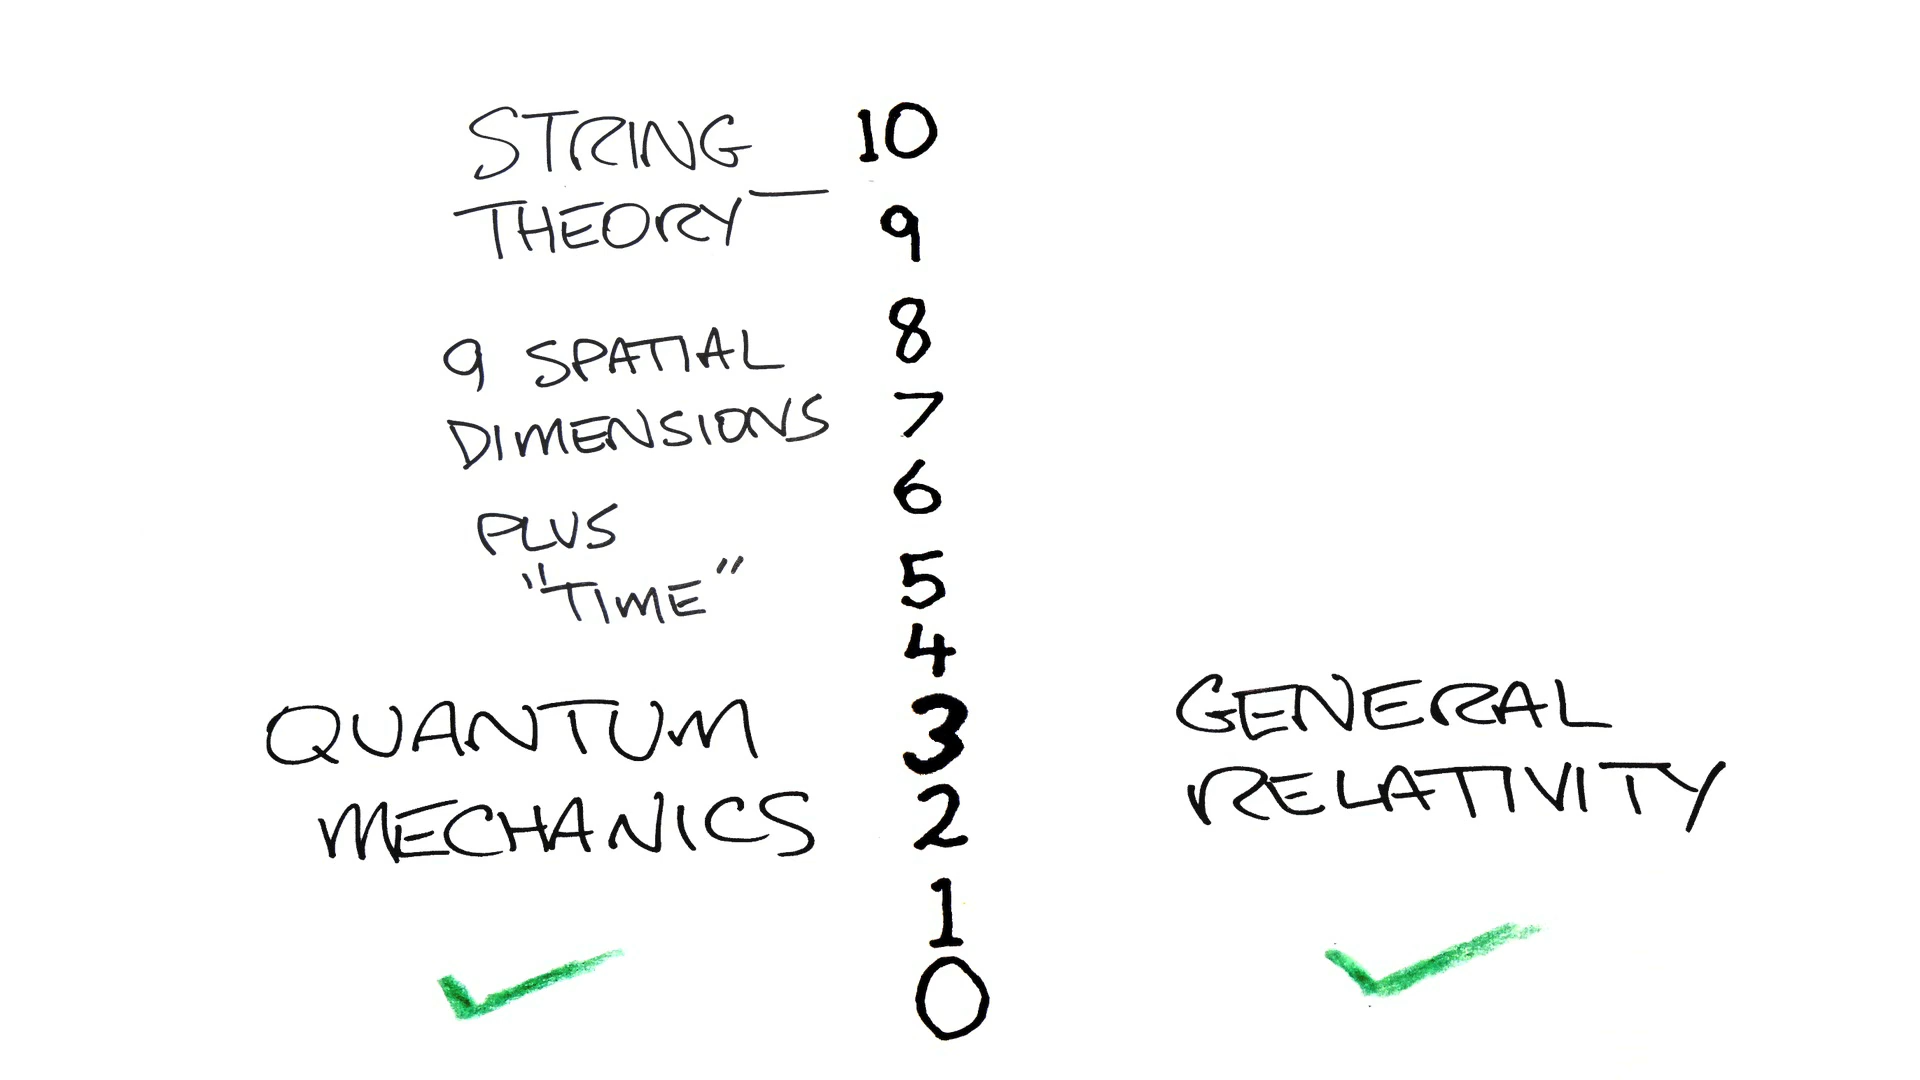 STRING
THEORY
9 SPATIAL
DIMENSIONS
PLUS
"TIME"
QUANTUM
MECHANICS
10
9
8
7
6
5
4
3
2
1
0
GENERAL
RELATIVITY